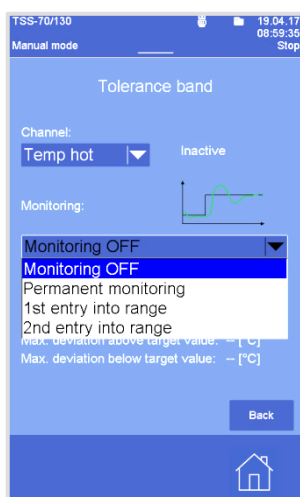 TSS-70/130
19.04.17
08:59:35
Manual mode
Stop
Tolerance band
Channel:
Temp hot
Inactive
Monitoring:
Monitoring OFF
Monitoring OFF
Permanent monitoring
1st entry into range
2nd entry into range
Max. deviation above target value: -- [°C]
Max. deviation below target value: -- [°C]
Back